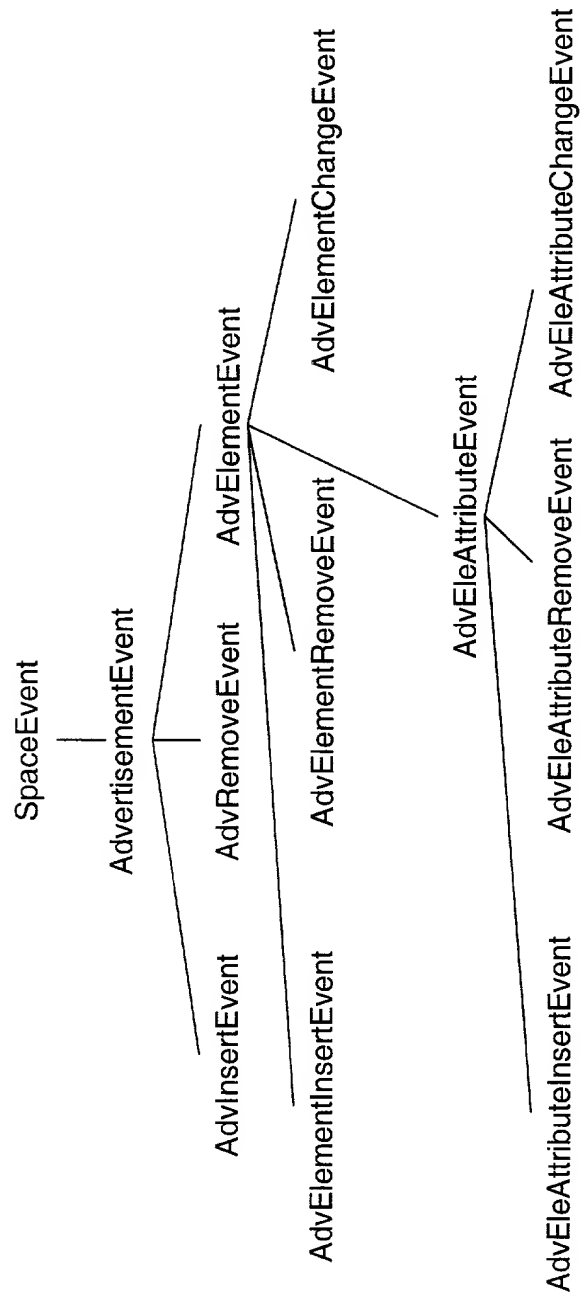 SpaceEvent
AdvertisementEvent
AdvInsertEvent
AdvRemoveEvent
AdvElementEvent
AdvElementInsertEvent
AdvElementRemoveEvent
AdvElementChangeEvent
AdvEleAttributeEvent
AdvEleAttributeInsertEvent
AdvEleAttributeRemoveEvent
AdvEleAttributeChangeEvent